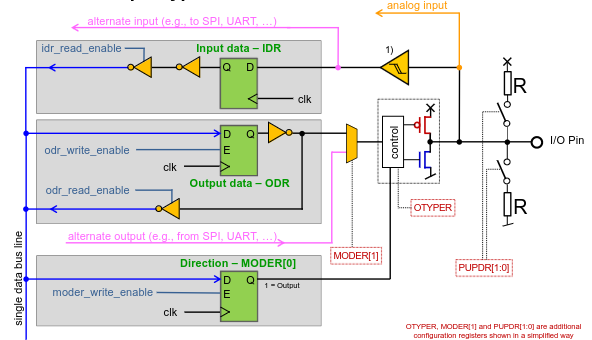 analog input
alternate input (e.g., to SPI, UART, …)
idr_read_enable
Input data – IDR
1)
Q D
clk
R
D Q
odr_write_enable
E
clk
Output data – ODR
odr_read_enable
control
I/O Pin
OTYPER
R
alternate output (e.g., from SPI, UART, …)
MODER[1]
PUPDR[1:0]
single data bus line
Direction – MODER[0]
D Q
1 = Output
moder_write_enable
E
clk
OTYPER, MODER[1] and PUPDR[1:0] are additional
configuration registers shown in a simplified way